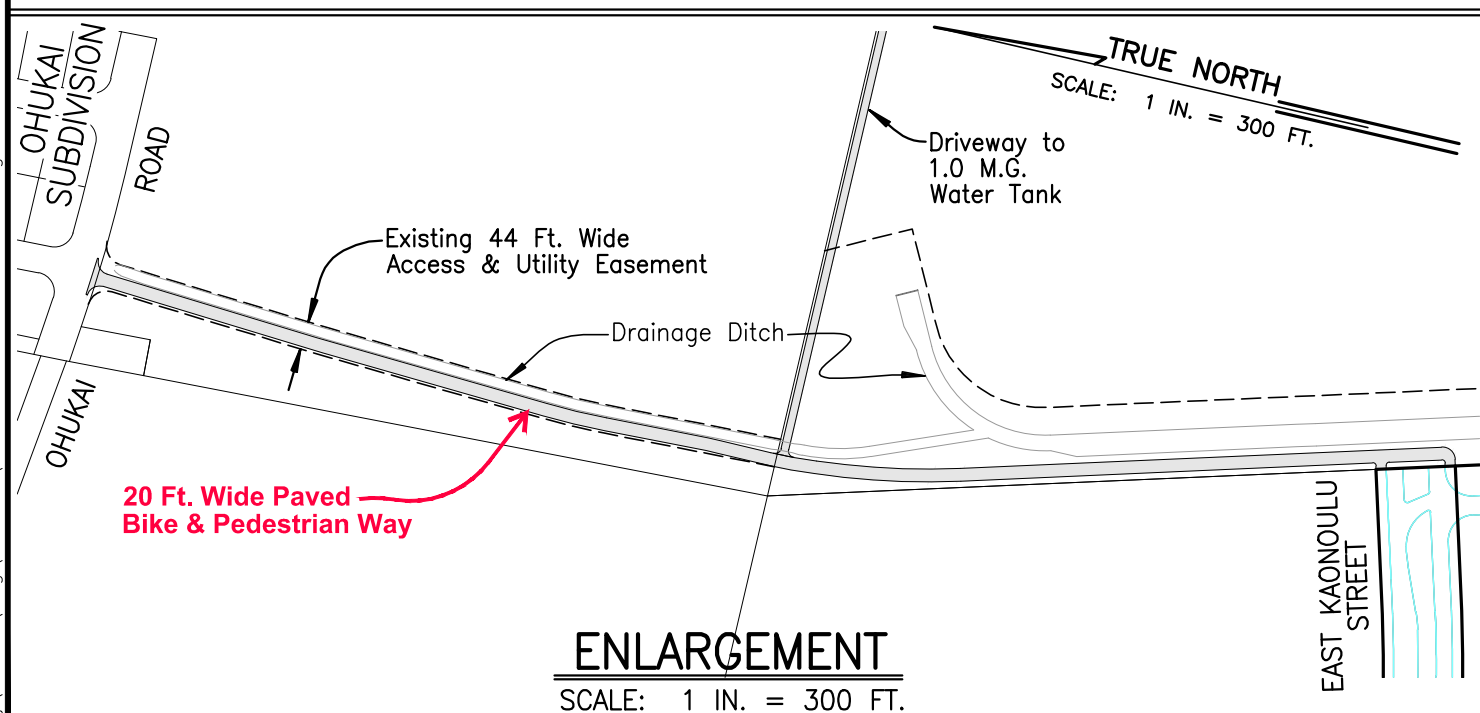 OHUKAI
SUBDIVISION
ROAD
TRUE NORTH
SCALE: 1 IN. = 300 FT.
Driveway to
1.0 M.G.
Water Tank
Existing 44 Ft. Wide
Access & Utility Easement
Drainage Ditch
OHUKAI
20 Ft. Wide Paved
Bike & Pedestrian Way
EAST KAONOULU
STREET
ENLARGEMENT
SCALE: 1 IN. = 300 FT.